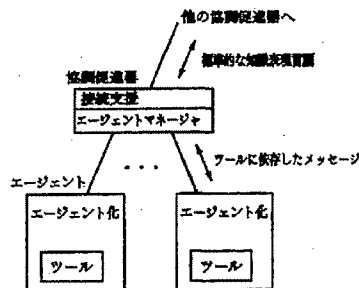 他の協調促進器へ
標準的な知識表現言語
協調促進器
接続支援
エージェントマネージャ
・・・
ツールに依存したメッセージ
エージェント
エージェント化
エージェント化
ツール
ツール